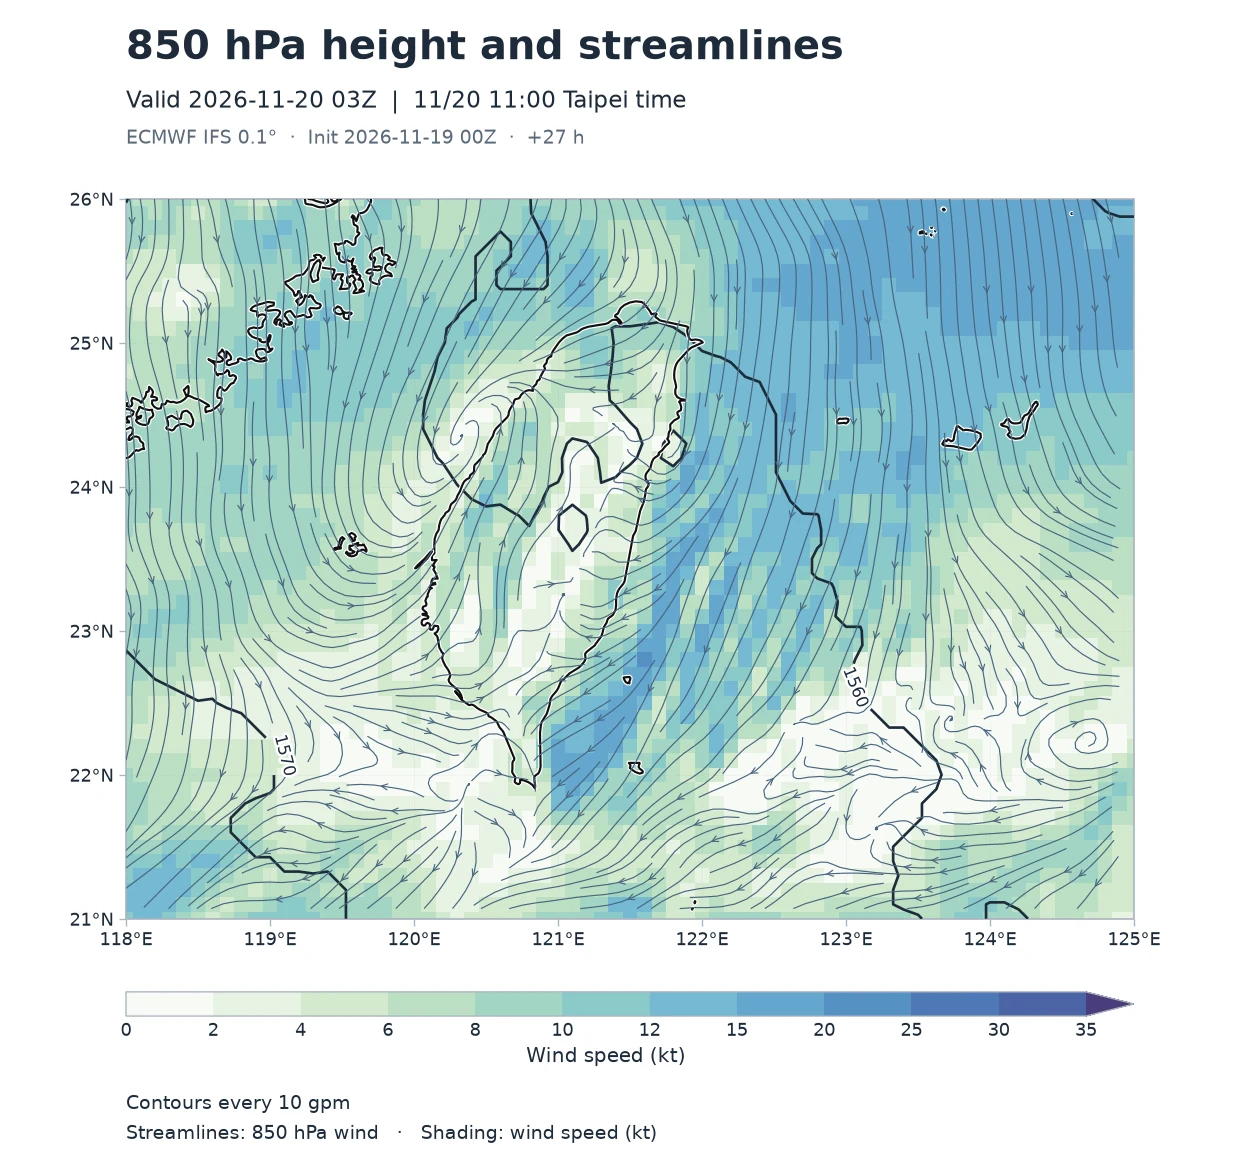 850 hPa height and streamlines
Valid 2026-11-20 03Z | 11/20 11:00 Taipei time
ECMWF IFS 0.1° · Init 2026-11-19 00Z · +27 h
26°N
25°N
24°N
23°N
1560
1570
22°N
21°N
118°E 119°E 120°E 121°E 122°E 123°E 124°E 125°E
0 2 4 6 8 10 12 15 20 25 30 35
Wind speed (kt)
Contours every 10 gpm
Streamlines: 850 hPa wind · Shading: wind speed (kt)